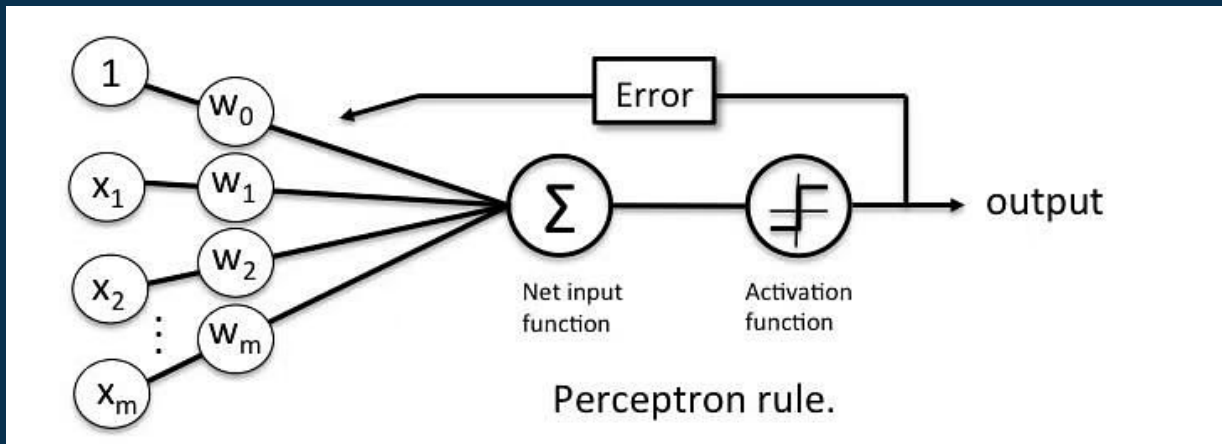 1
w₀
Error
x₁
w₁
Σ
output
x₂
w₂
⋮
xₘ
wₘ
Net input
function
Activation
function
Perceptron rule.